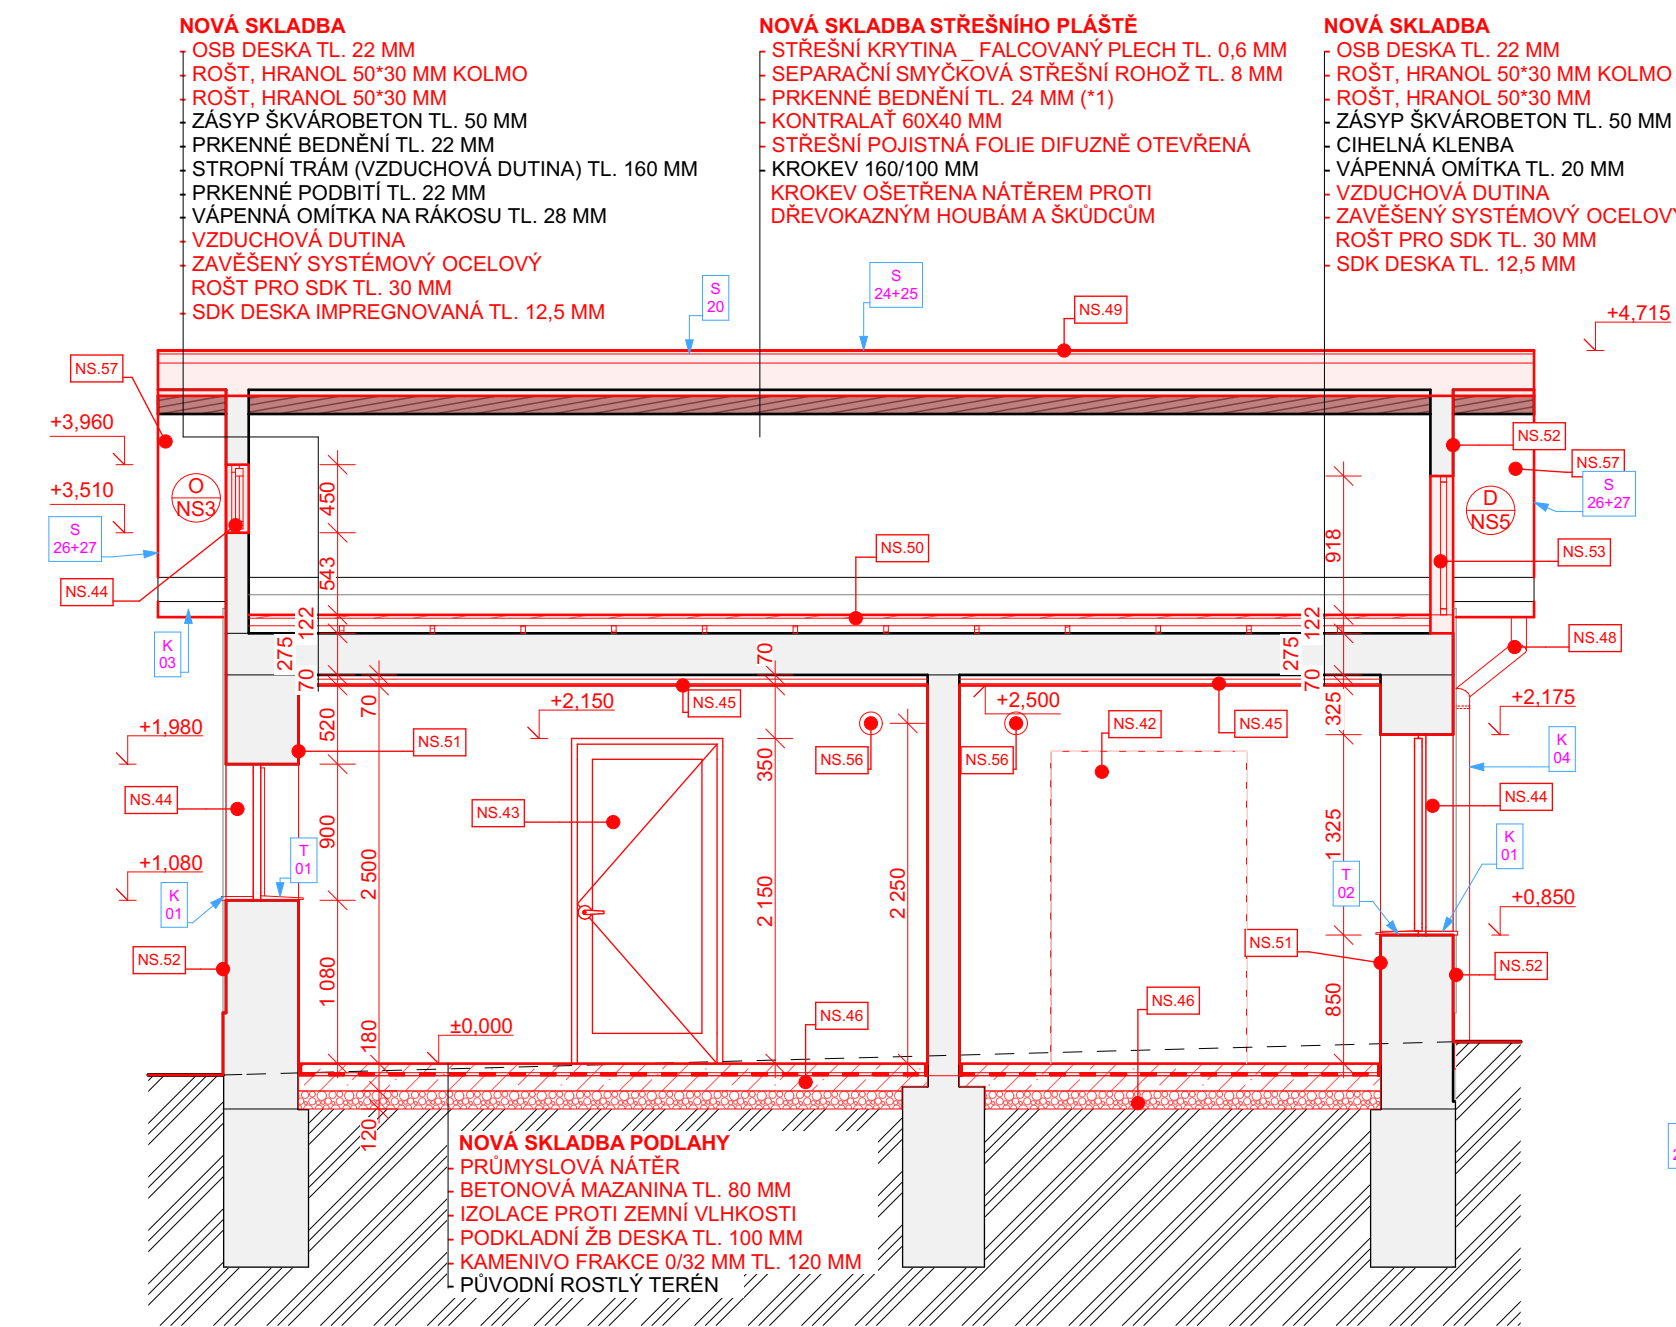 NOVÁ SKLADBA
OSB DESKA TL. 22 MM
ROŠT, HRANOL 50*30 MM KOLMO
ROŠT, HRANOL 50*30 MM
ZÁSYP ŠKVÁROBETON TL. 50 MM
PRKENNÉ BEDNĚNÍ TL. 22 MM
STROPNÍ TRÁM (VZDUCHOVÁ DUTINA) TL. 160 MM
PRKENNÉ PODBITÍ TL. 22 MM
VÁPENNÁ OMÍTKA NA RÁKOSU TL. 28 MM
VZDUCHOVÁ DUTINA
ZAVĚŠENÝ SYSTÉMOVÝ OCELOVÝ
ROŠT PRO SDK TL. 30 MM
SDK DESKA IMPREGNOVANÁ TL. 12,5 MM
NOVÁ SKLADBA STŘEŠNÍHO PLÁŠTĚ
STŘEŠNÍ KRYTINA _ FALCOVANÝ PLECH TL. 0,6 MM
SEPARAČNÍ SMYČKOVÁ STŘEŠNÍ ROHOŽ TL. 8 MM
PRKENNÉ BEDNĚNÍ TL. 24 MM (*1)
KONTRALAŤ 60X40 MM
STŘEŠNÍ POJISTNÁ FOLIE DIFUZNĚ OTEVŘENÁ
KROKEV 160/100 MM
KROKEV OŠETŘENA NÁTĚREM PROTI
DŘEVOKAZNÝM HOUBÁM A ŠKŮDCŮM
NOVÁ SKLADBA
OSB DESKA TL. 22 MM
ROŠT, HRANOL 50*30 MM KOLMO
ROŠT, HRANOL 50*30 MM
ZÁSYP ŠKVÁROBETON TL. 50 MM
CIHELNÁ KLENBA
VÁPENNÁ OMÍTKA TL. 20 MM
VZDUCHOVÁ DUTINA
ZAVĚŠENÝ SYSTÉMOVÝ OCELOVÝ
ROŠT PRO SDK TL. 30 MM
SDK DESKA TL. 12,5 MM
S
20
S
24+25
NS.49
+4,715
NS.57
+3,960
+3,510
O
NS3
450
543
S
26+27
NS.44
K
03
122
275
70
NS.50
NS.52
NS.57
S
26+27
D
NS5
918
NS.53
122
275
70
NS.48
520
70
70
+2,150
NS.45
+2,500
NS.42
NS.45
325
+2,175
+1,980
NS.51
NS.56
NS.56
350
K
04
NS.44
NS.43
900
2 500
2 150
2 250
1 325
NS.44
K
01
T
01
+1,080
K
01
T
02
+0,850
NS.52
NS.51
NS.52
1 080
180
±0,000
NS.46
NS.46
850
120
NOVÁ SKLADBA PODLAHY
PRŮMYSLOVÁ NÁTĚR
BETONOVÁ MAZANINA TL. 80 MM
IZOLACE PROTI ZEMNÍ VLHKOSTI
PODKLADNÍ ŽB DESKA TL. 100 MM
KAMENIVO FRAKCE 0/32 MM TL. 120 MM
PŮVODNÍ ROSTLÝ TERÉN